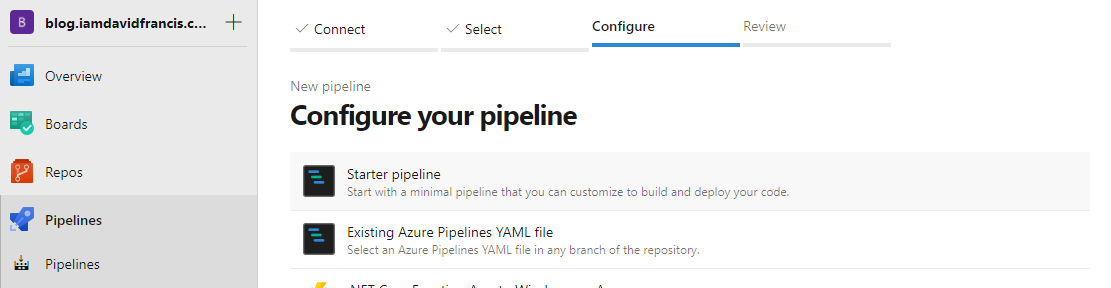 B blog.iamdavidfrancis.c... +
Connect
Select
Configure
Review
Overview
Boards
Repos
Pipelines
Pipelines
New pipeline
Configure your pipeline
Starter pipeline
Start with a minimal pipeline that you can customize to build and deploy your code.
Existing Azure Pipelines YAML file
Select an Azure Pipelines YAML file in any branch of the repository.